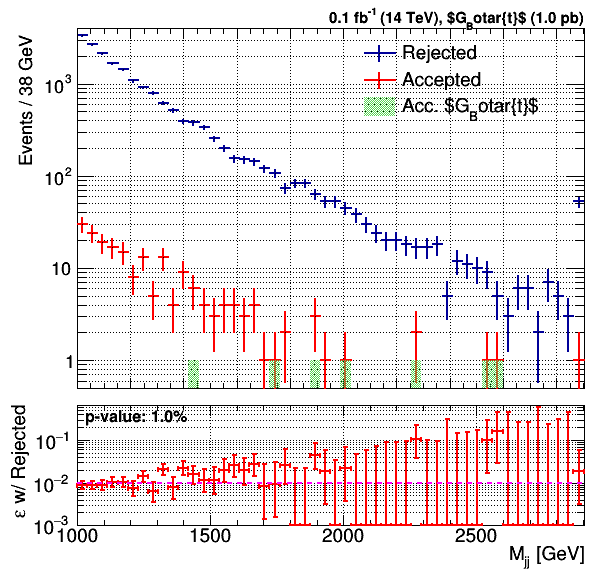 0.1 fb⁻¹ (14 TeV), $G_Botar{t}$ (1.0 pb)
Events / 38 GeV
Rejected
Accepted
Acc. $G_Botar{t}$
10³
10²
10
1
p-value: 1.0%
ε w/ Rejected
10⁻¹
10⁻²
10⁻³
1000 1500 2000 2500
M_jj [GeV]